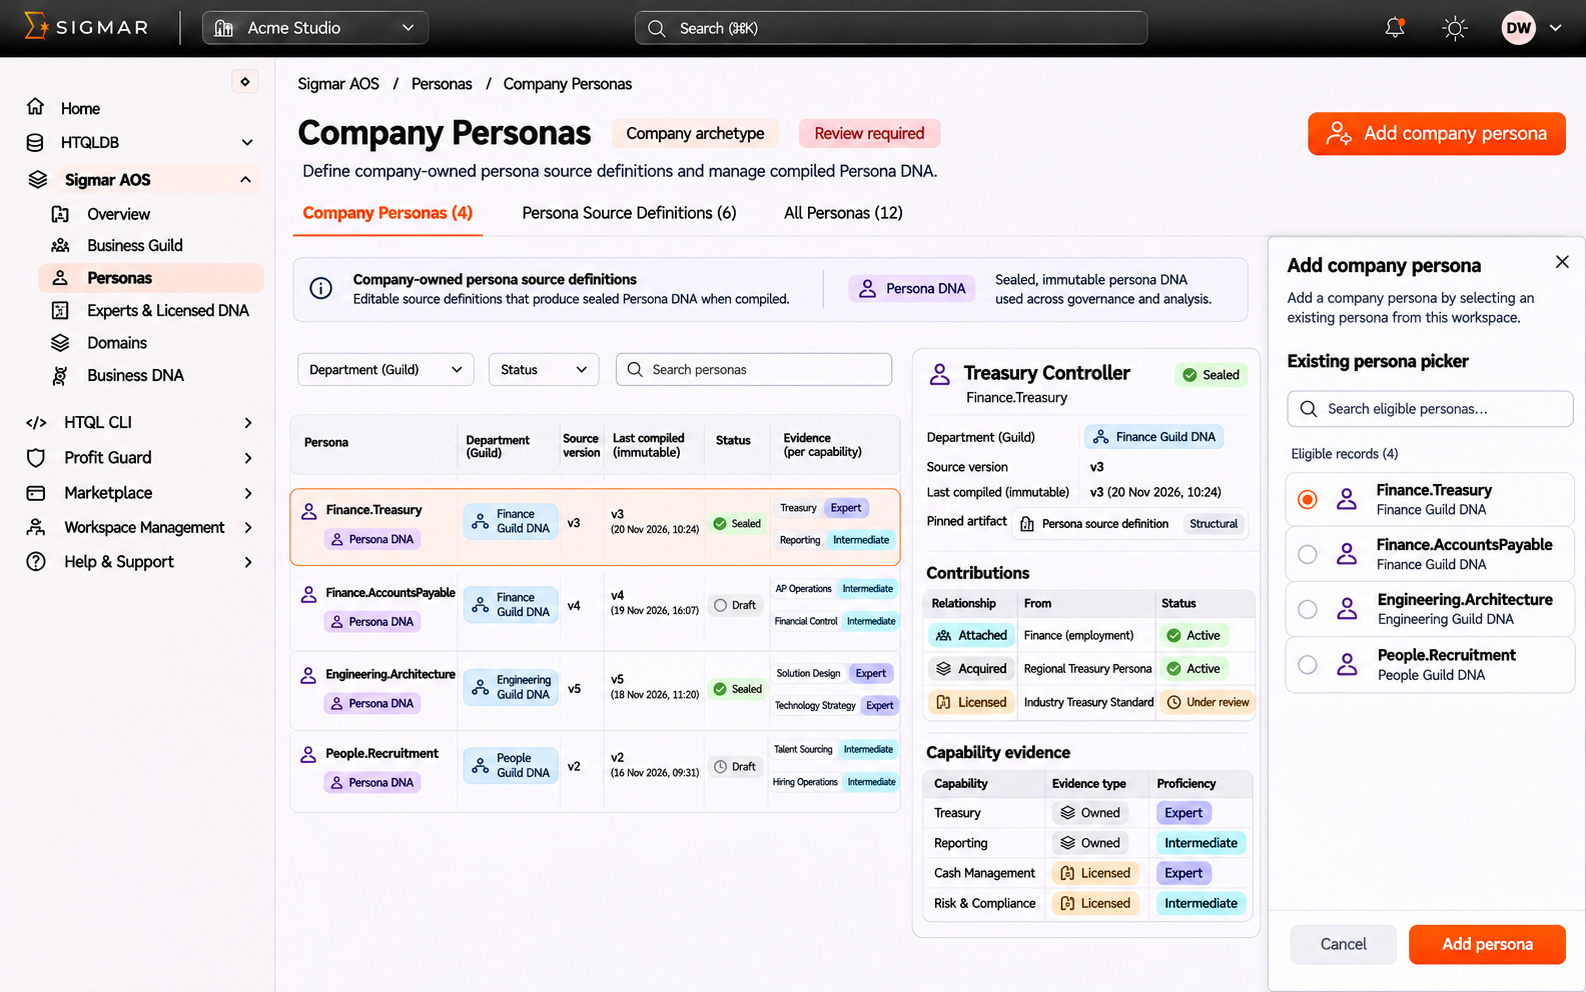 SIGMAR
Acme Studio
Search (⌘K)
DW
Home
HTQLDB
Sigmar AOS
Overview
Business Guild
Personas
Experts & Licensed DNA
Domains
Business DNA
HTQL CLI
Profit Guard
Marketplace
Workspace Management
Help & Support
Sigmar AOS / Personas / Company Personas
Company Personas
Company archetype
Review required
Add company persona
Define company-owned persona source definitions and manage compiled Persona DNA.
Company Personas (4)
Persona Source Definitions (6)
All Personas (12)
Company-owned persona source definitions
Editable source definitions that produce sealed Persona DNA when compiled.
Persona DNA
Sealed, immutable persona DNA
used across governance and analysis.
Department (Guild)
Status
Search personas
Persona
Department
(Guild)
Source
version
Last compiled
(immutable)
Status
Evidence
(per capability)
Finance.Treasury
Persona DNA
Finance
Guild DNA
v3
v3
(20 Nov 2026, 10:24)
Sealed
Treasury Expert
Reporting Intermediate
Finance.AccountsPayable
Persona DNA
Finance
Guild DNA
v4
v4
(19 Nov 2026, 16:07)
Draft
AP Operations Intermediate
Financial Control Intermediate
Engineering.Architecture
Persona DNA
Engineering
Guild DNA
v5
v5
(18 Nov 2026, 11:20)
Sealed
Solution Design Expert
Technology Strategy Expert
People.Recruitment
Persona DNA
People
Guild DNA
v2
v2
(16 Nov 2026, 09:31)
Draft
Talent Sourcing Intermediate
Hiring Operations Intermediate
Treasury Controller
Finance.Treasury
Sealed
Department (Guild) Finance Guild DNA
Source version v3
Last compiled (immutable) v3 (20 Nov 2026, 10:24)
Pinned artifact Persona source definition Structural
Contributions
Relationship From Status
Attached Finance (employment) Active
Acquired Regional Treasury Persona Active
Licensed Industry Treasury Standard Under review
Capability evidence
Capability Evidence type Proficiency
Treasury Owned Expert
Reporting Owned Intermediate
Cash Management Licensed Expert
Risk & Compliance Licensed Intermediate
Add company persona
Add a company persona by selecting an
existing persona from this workspace.
Existing persona picker
Search eligible personas...
Eligible records (4)
Finance.Treasury
Finance Guild DNA
Finance.AccountsPayable
Finance Guild DNA
Engineering.Architecture
Engineering Guild DNA
People.Recruitment
People Guild DNA
Cancel
Add persona